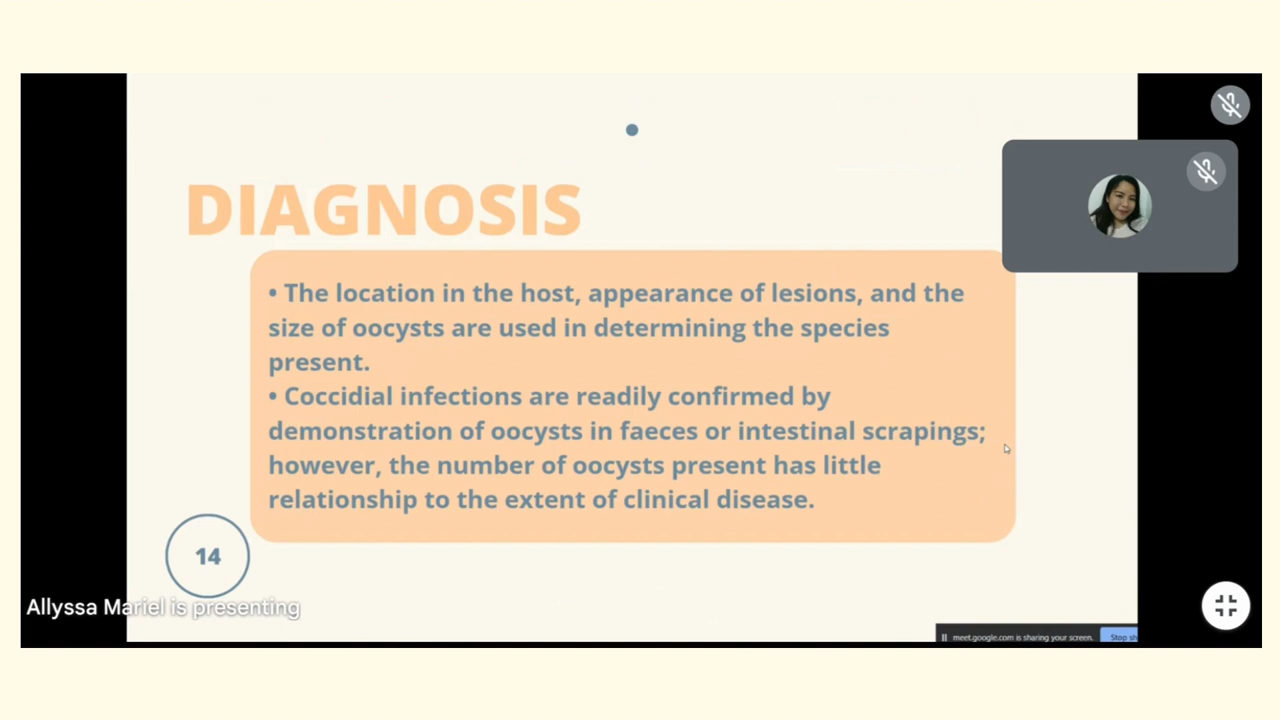 DIAGNOSIS
• The location in the host, appearance of lesions, and the
size of oocysts are used in determining the species
present.
• Coccidial infections are readily confirmed by
demonstration of oocysts in faeces or intestinal scrapings;
however, the number of oocysts present has little
relationship to the extent of clinical disease.
14
Allyssa Mariel is presenting
meet.google.com is sharing your screen.
Stop sh